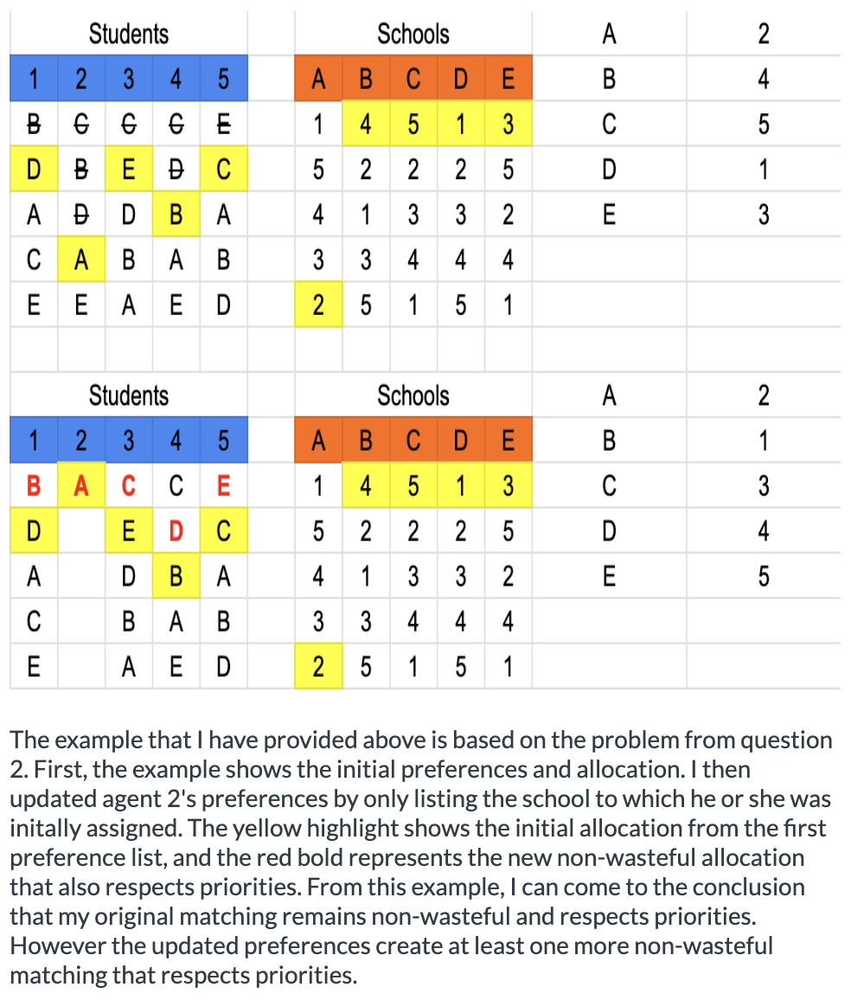 Students Schools A 2
1 2 3 4 5 A B C D E B 4
B C C C E 1 4 5 1 3 C 5
D B E D C 5 2 2 2 5 D 1
A D D B A 4 1 3 3 2 E 3
C A B A B 3 3 4 4 4
E E A E D 2 5 1 5 1
Students Schools A 2
1 2 3 4 5 A B C D E B 1
B A C C E 1 4 5 1 3 C 3
D E D C 5 2 2 2 5 D 4
A D B A 4 1 3 3 2 E 5
C B A B 3 3 4 4 4
E A E D 2 5 1 5 1
The example that I have provided above is based on the problem from question
2. First, the example shows the initial preferences and allocation. I then
updated agent 2's preferences by only listing the school to which he or she was
initally assigned. The yellow highlight shows the initial allocation from the first
preference list, and the red bold represents the new non-wasteful allocation
that also respects priorities. From this example, I can come to the conclusion
that my original matching remains non-wasteful and respects priorities.
However the updated preferences create at least one more non-wasteful
matching that respects priorities.